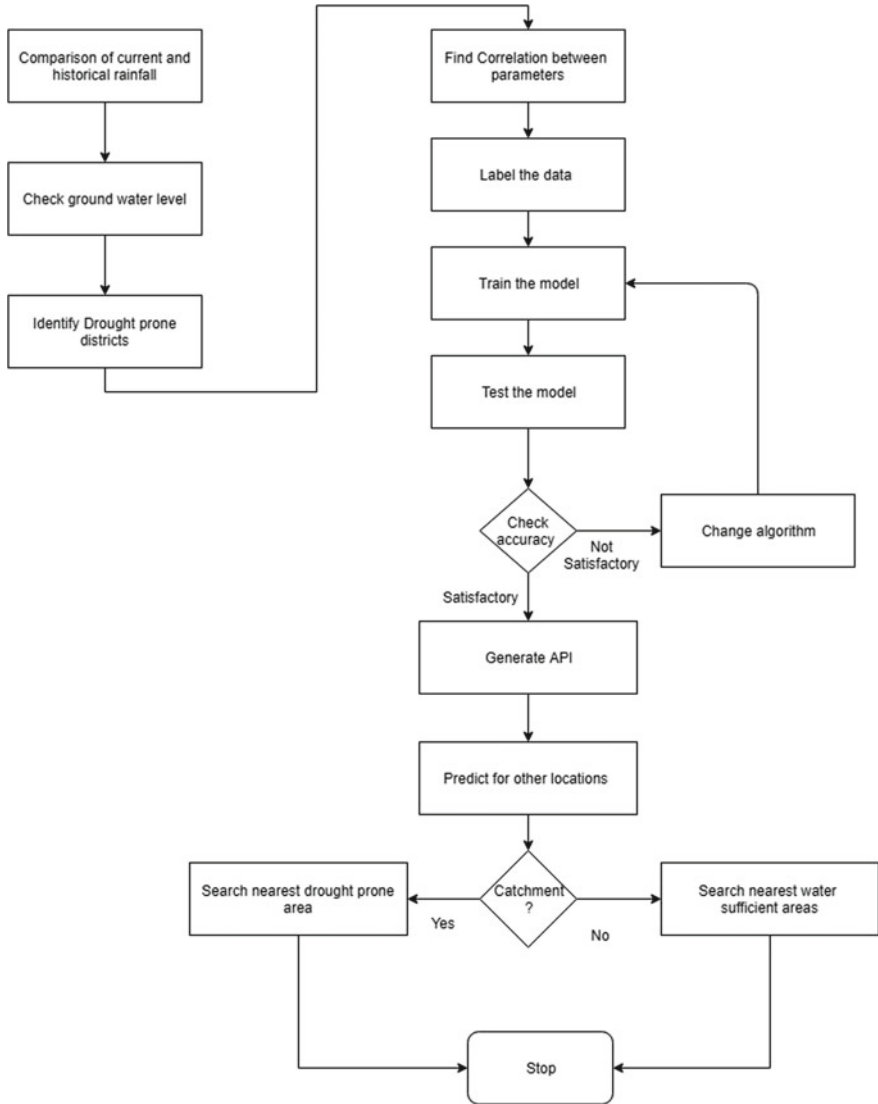 Comparison of current and
historical rainfall
Check ground water level
Identify Drought prone
districts
Find Correlation between
parameters
Label the data
Train the model
Test the model
Check
accuracy
Not
Satisfactory
Change algorithm
Satisfactory
Generate API
Predict for other locations
Catchment
?
Yes
No
Search nearest drought prone
area
Search nearest water
sufficient areas
Stop